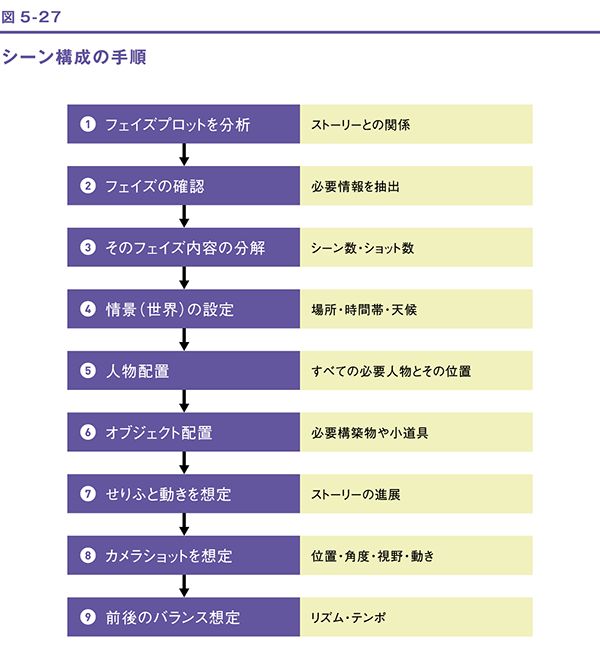 図 5-27
シーン構成の手順
1 フェイズプロットを分析 ストーリーとの関係
2 フェイズの確認 必要情報を抽出
3 そのフェイズ内容の分解 シーン数・ショット数
4 情景（世界）の設定 場所・時間帯・天候
5 人物配置 すべての必要人物とその位置
6 オブジェクト配置 必要構築物や小道具
7 せりふと動きを想定 ストーリーの進展
8 カメラショットを想定 位置・角度・視野・動き
9 前後のバランス想定 リズム・テンポ